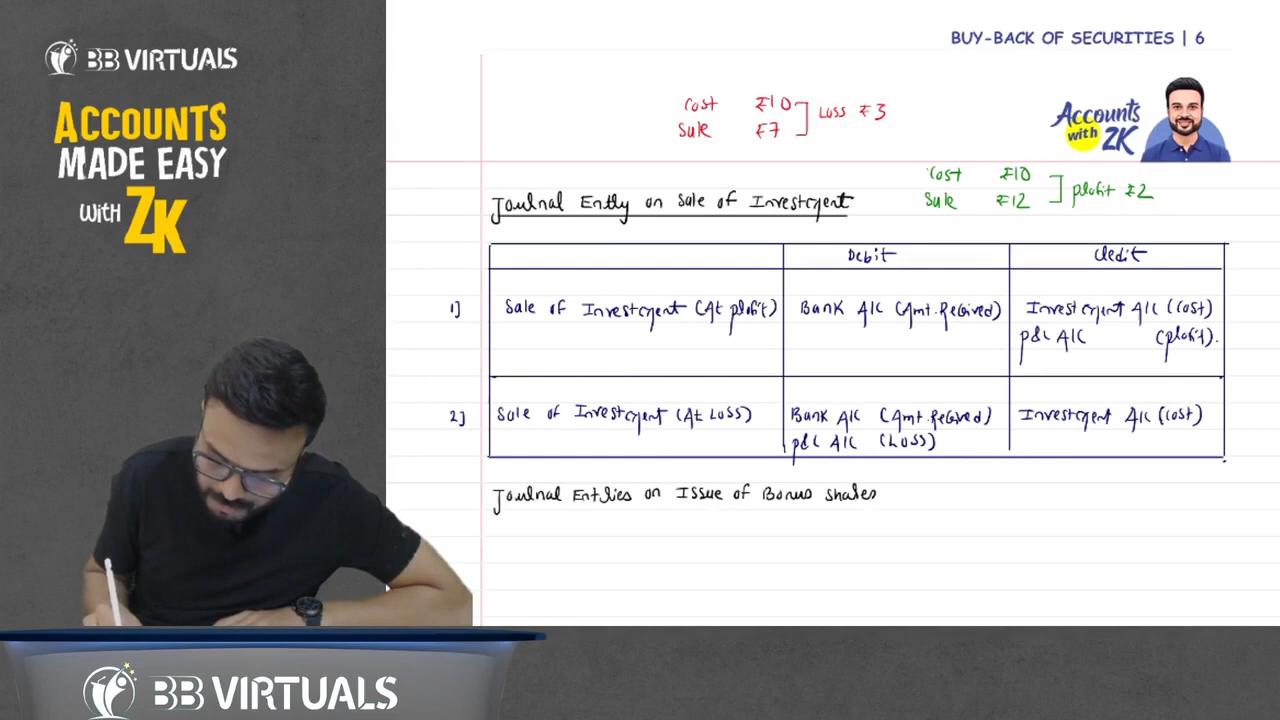 BB VIRTUALS
ACCOUNTS
MADE EASY
with ZK
BUY-BACK OF SECURITIES | 6
Accounts
with
ZK
Cost ₹10
Sale ₹7
Loss ₹3
Cost ₹10
Sale ₹12
profit ₹2
Journal Entry on Sale of Investment
Debit Credit
1] Sale of Investment (At profit) Bank A/C (Amt. Received) Investment A/C (Cost)
P&L A/C (profit).
2] Sale of Investment (At Loss) Bank A/C (Amt. Received) Investment A/C (Cost)
P&L A/C (Loss)
Journal Entries on Issue of Bonus Shares
BB VIRTUALS